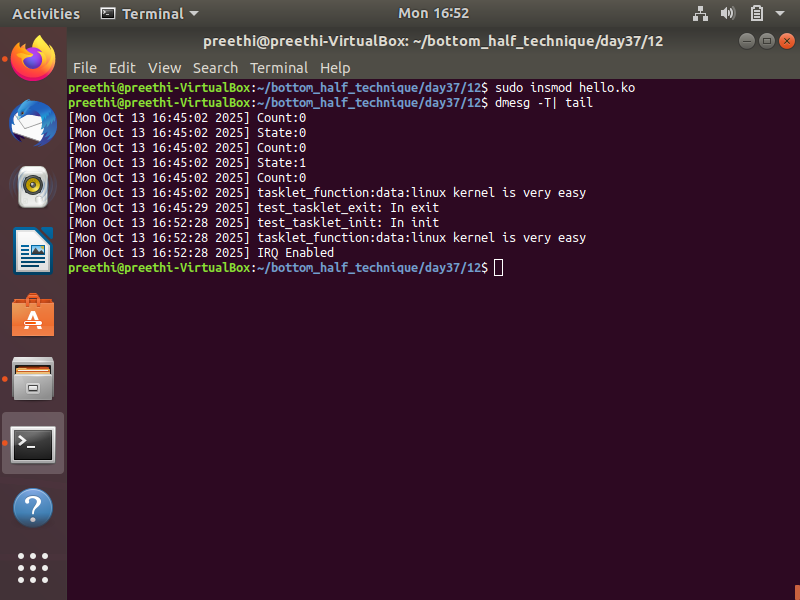 Activities Terminal Mon 16:52
preethi@preethi-VirtualBox: ~/bottom_half_technique/day37/12
File Edit View Search Terminal Help
preethi@preethi-VirtualBox:~/bottom_half_technique/day37/12$ sudo insmod hello.ko
preethi@preethi-VirtualBox:~/bottom_half_technique/day37/12$ dmesg -T| tail
[Mon Oct 13 16:45:02 2025] Count:0
[Mon Oct 13 16:45:02 2025] State:0
[Mon Oct 13 16:45:02 2025] Count:0
[Mon Oct 13 16:45:02 2025] State:1
[Mon Oct 13 16:45:02 2025] Count:0
[Mon Oct 13 16:45:02 2025] tasklet_function:data:linux kernel is very easy
[Mon Oct 13 16:45:29 2025] test_tasklet_exit: In exit
[Mon Oct 13 16:52:28 2025] test_tasklet_init: In init
[Mon Oct 13 16:52:28 2025] tasklet_function:data:linux kernel is very easy
[Mon Oct 13 16:52:28 2025] IRQ Enabled
preethi@preethi-VirtualBox:~/bottom_half_technique/day37/12$